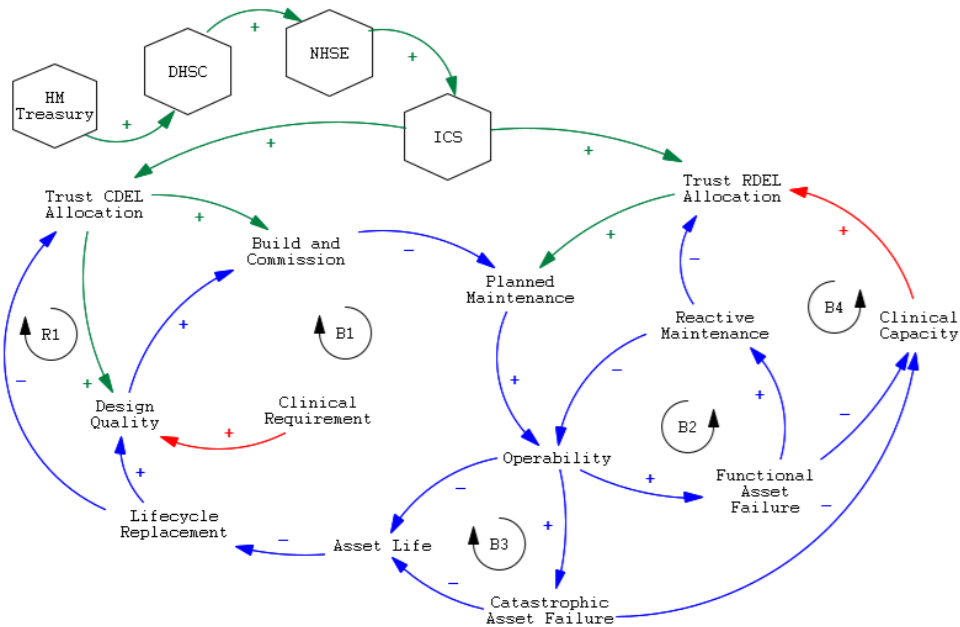 NHSE
DHSC
HM
Treasury
ICS
+
+
+
+
+
+
Trust CDEL
Allocation
Trust RDEL
Allocation
+
+
+
Build and
Commission
−
−
Planned
Maintenance
R1
B1
B4
Reactive
Maintenance
Clinical
Capacity
+
−
+
−
+
+
Design
Quality
Clinical
Requirement
+
B2
−
Operability
+
+
−
Functional
Asset
Failure
−
Lifecycle
Replacement
+
−
Asset Life
B3
−
Catastrophic
Asset Failure